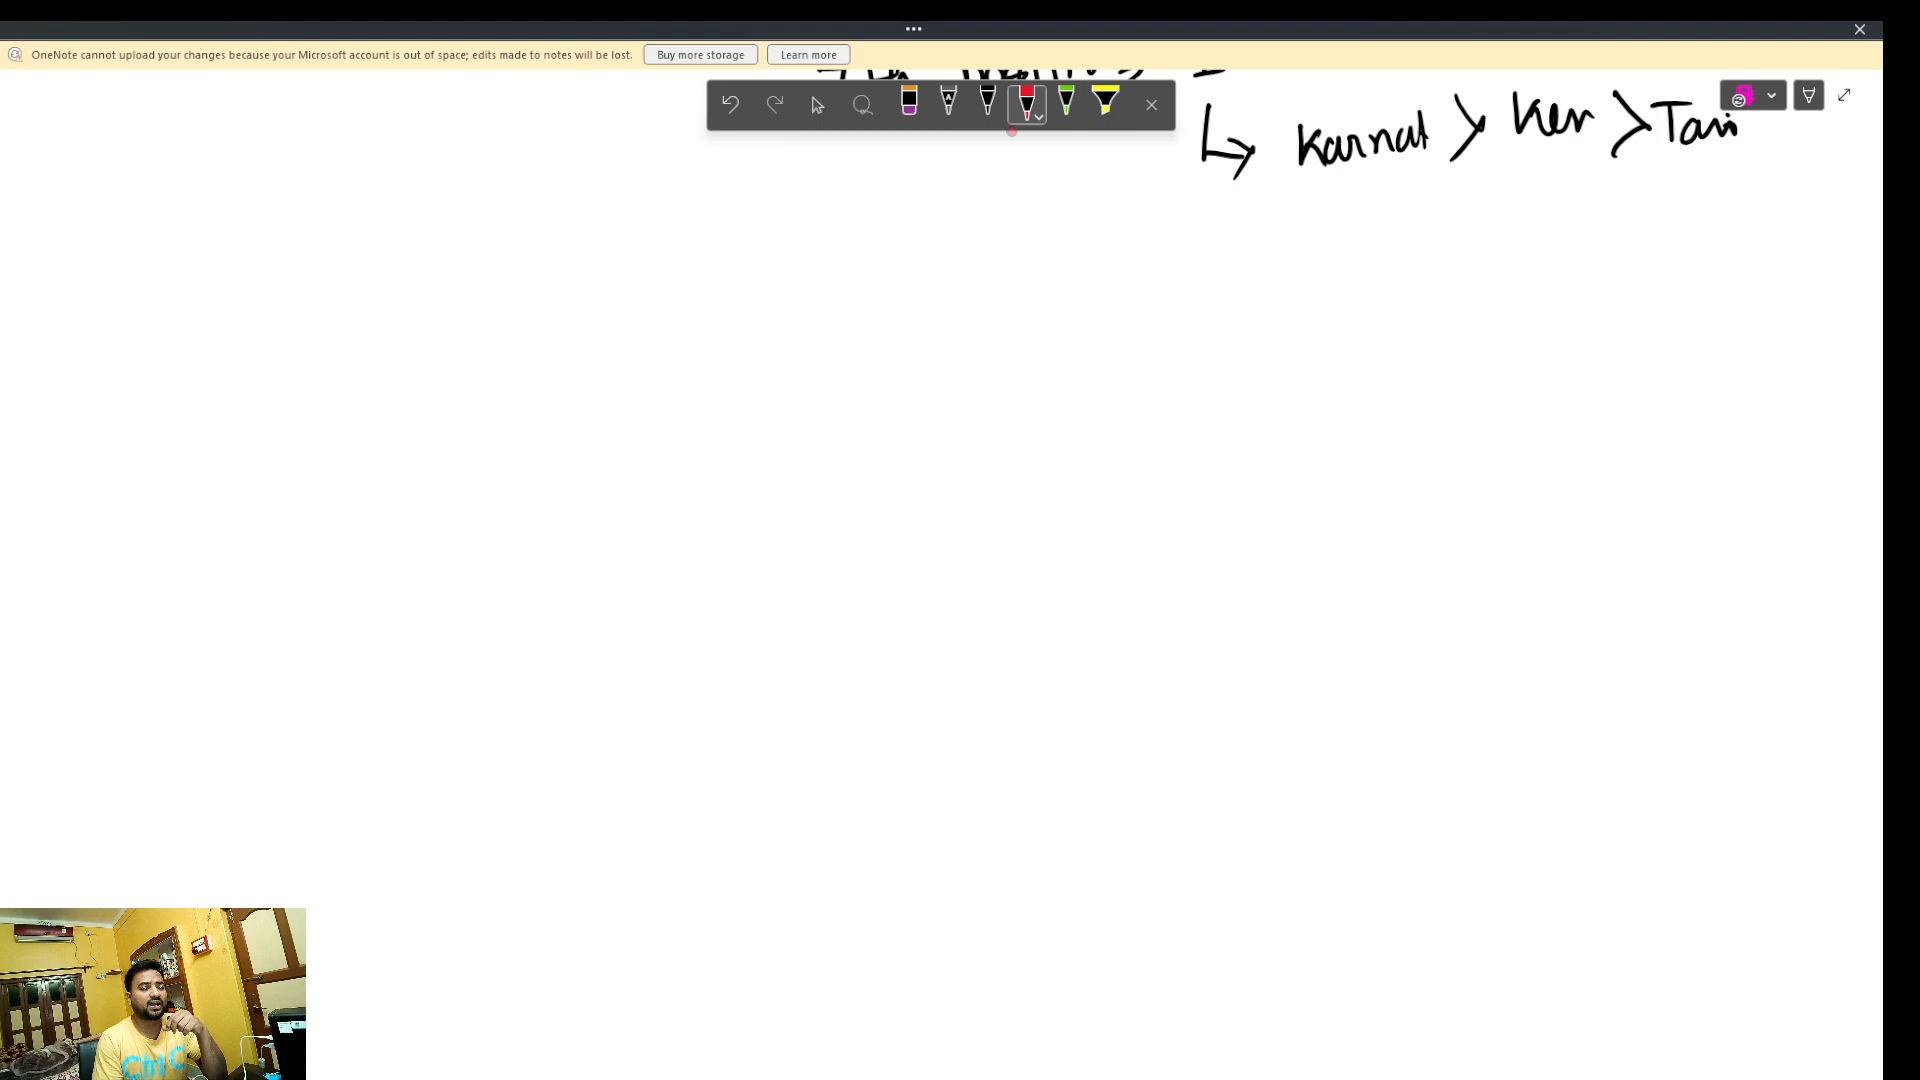 OneNote cannot upload your changes because your Microsoft account is out of space; edits made to notes will be lost. Buy more storage Learn more
Karnat > Ker > Tam
Ctrl C